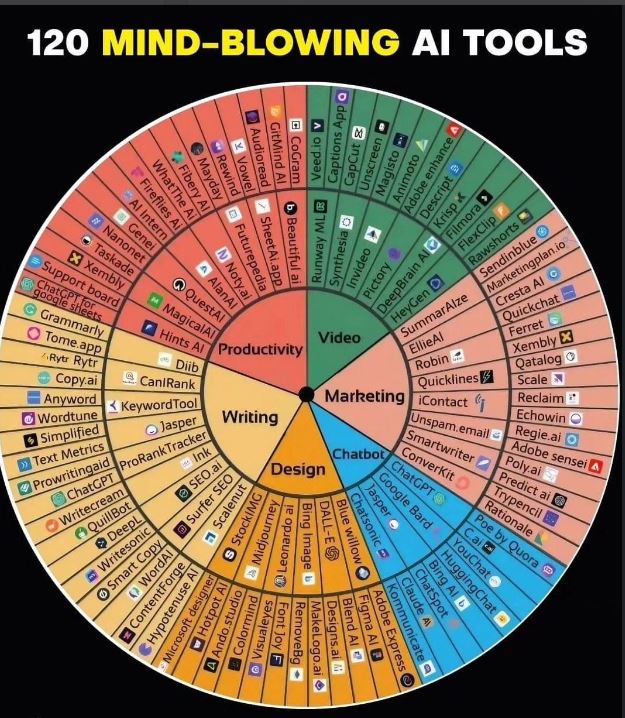 120 MIND-BLOWING AI TOOLS
Productivity
Video
Marketing
Chatbot
Design
Writing
Hints AI
MagicalAI
QuestAI
AlanAI
Noty.ai
Futurepedia
SheetAi.app
Beautiful ai
Runway ML
Synthesia
Invideo
Pictory
DeepBrain AI
HeyGen
SummarAIze
EllieAI
Robin
Quicklines
iContact
Unspam.email
Smartwriter
ConverKit
ChatGPT
Google Bard
Jasper
Chatsonic
Blue willow
DALL-E
Bing Image
Leonardo ai
Midjourney
StockIMG
Scalenut
Surfer SEO
SEO.ai
Ink
ProRankTracker
Jasper
KeywordTool
CanIRank
Diib
ChatGPT for
google sheets
Support board
Xembly
Taskade
Nanonet
Genei
AI Intern
Fireflies Ai
WhatThe AI
Fibery AI
Mayday
Rewind
Vowel
Audioread
GitMind AI
CoGram
Veed.io
Captions App
CapCut
Unscreen
Magisto
Animoto
Adobe enhance
Descript
Krisp
Filmora
FlexClip
Rawshorts
Sendinblue
Marketingplan.io
Cresta AI
Quickchat
Ferret
Xembly
Qatalog
Scale
Reclaim
Echowin
Regie.ai
Adobe sensei
Poly.ai
Predict ai
Trypencil
Rationale
Poe by Quora
C.ai
YouChat
HuggingChat
Bing AI
ChatSpot
Claude
Kommunicate
Adobe Express
Figma AI
Blend AI
Designs.ai
MakeLogo.ai
RemoveBg
Font Joy
Visualeyes
Colormind
Aido.studio
Hotpot AI
Microsoft designer
Hypotenuse AI
ContentForge
WordAI
Smart Copy
Writesonic
DeepL
QuillBot
Writecream
ChatGPT
Prowritingaid
Text Metrics
Simplified
Wordtune
Anyword
Copy.ai
Rytr Rytr
Tome.app
Grammarly